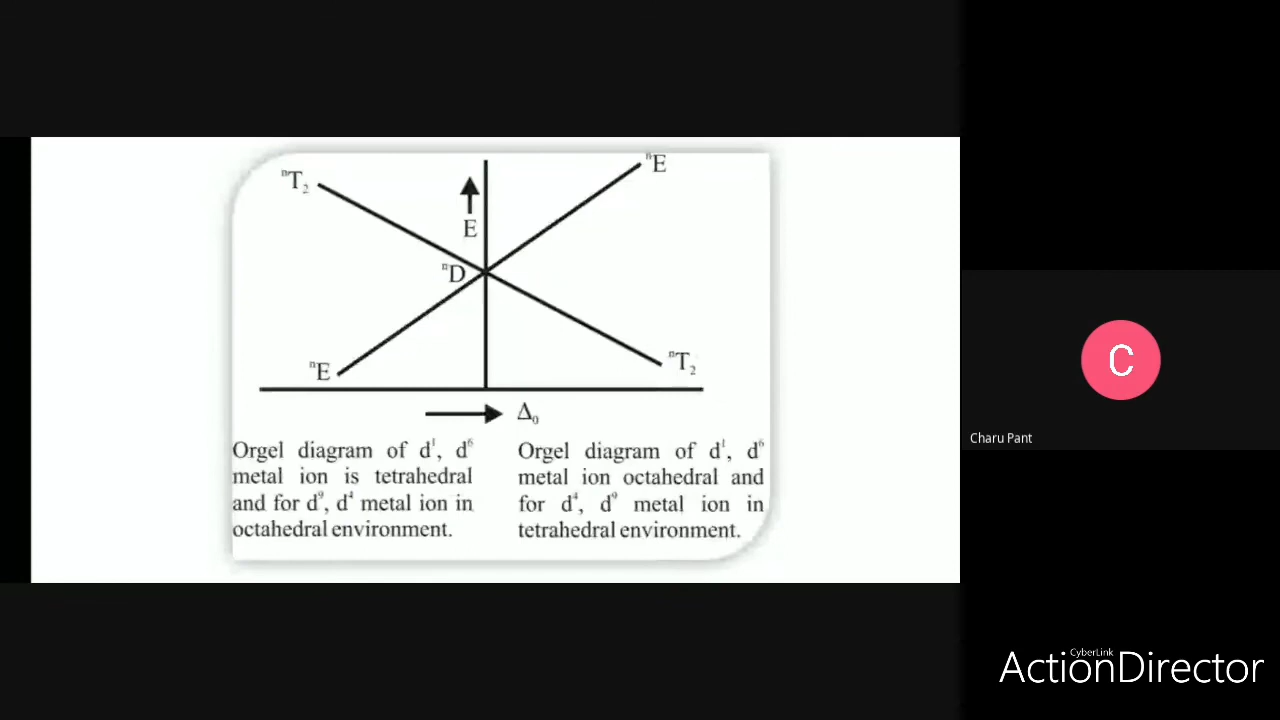 ⁿT₂
ⁿE
E
ⁿD
ⁿE
ⁿT₂
Δ₀
Orgel diagram of d¹, d⁶
metal ion is tetrahedral
and for d⁹, d⁴ metal ion in
octahedral environment.
Orgel diagram of d¹, d⁶
metal ion octahedral and
for d⁴, d⁹ metal ion in
tetrahedral environment.
C
Charu Pant
CyberLink
ActionDirector